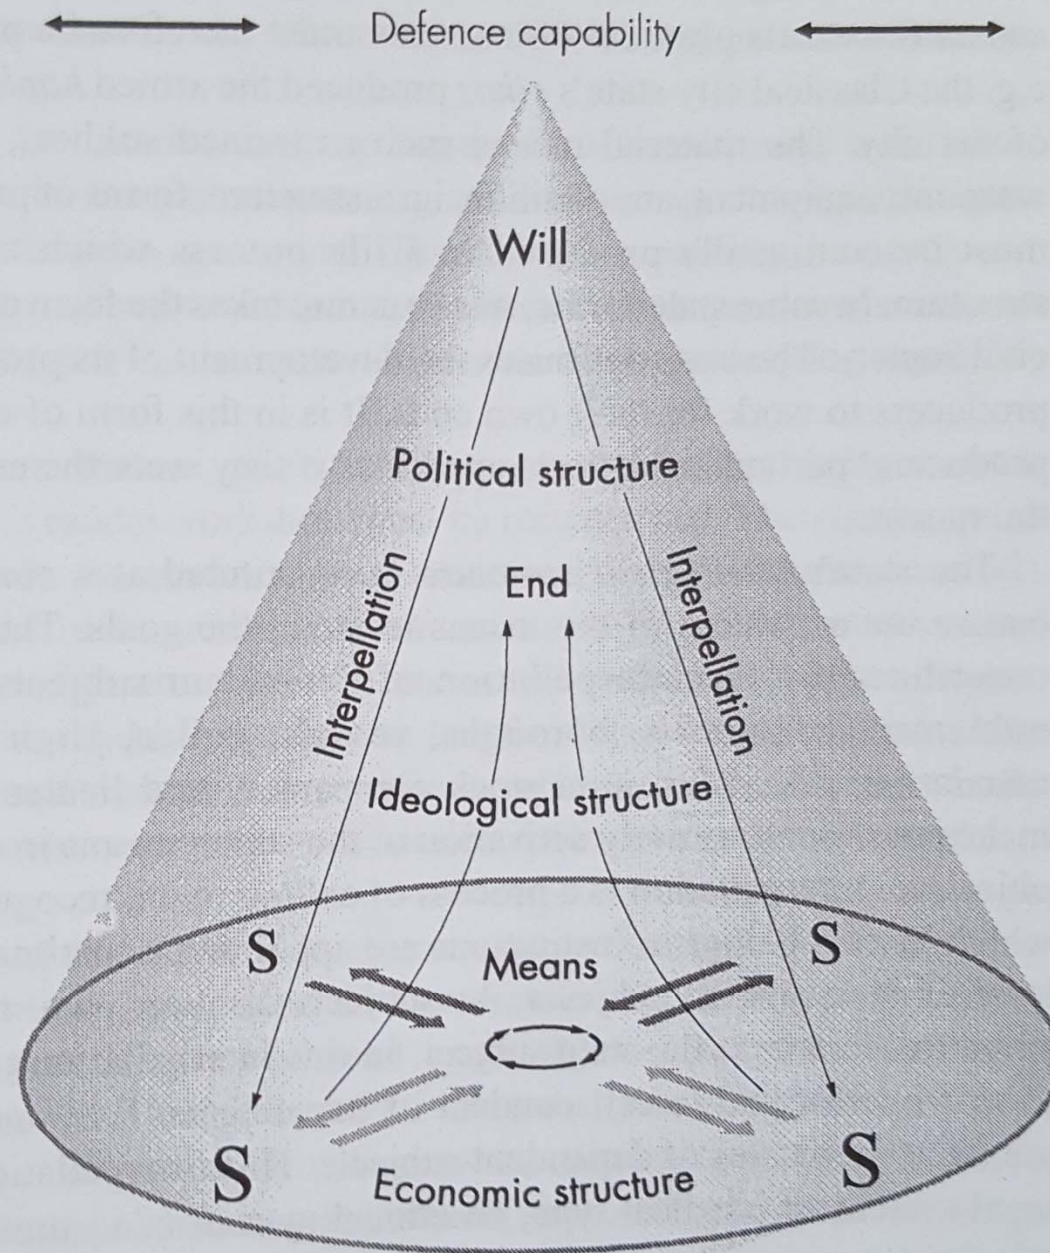 Defence capability
Will
Political structure
Interpellation
End
Interpellation
Ideological structure
S
S
Means
S
S
Economic structure